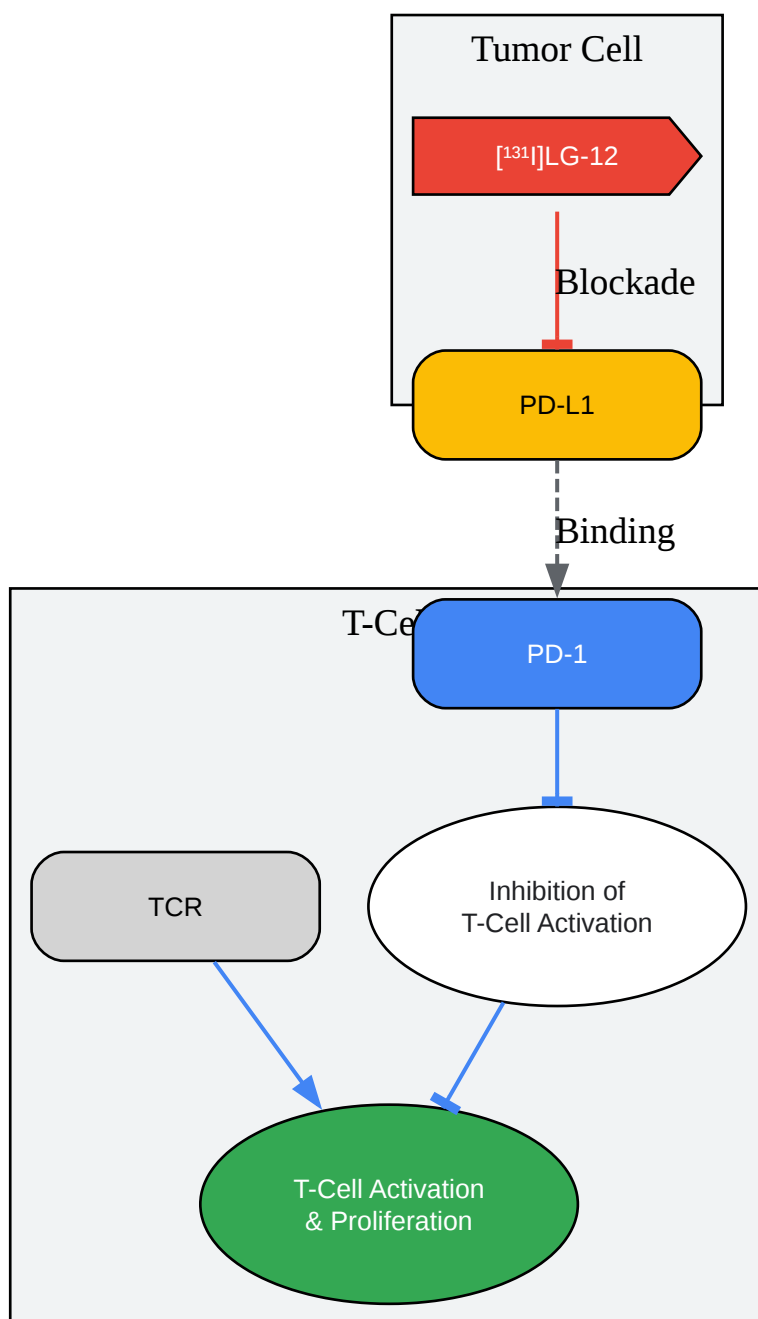 Tumor Cell
[¹³¹I]LG-12
Blockade
PD-L1
Binding
T-Ce
PD-1
TCR
Inhibition of
T-Cell Activation
T-Cell Activation
& Proliferation